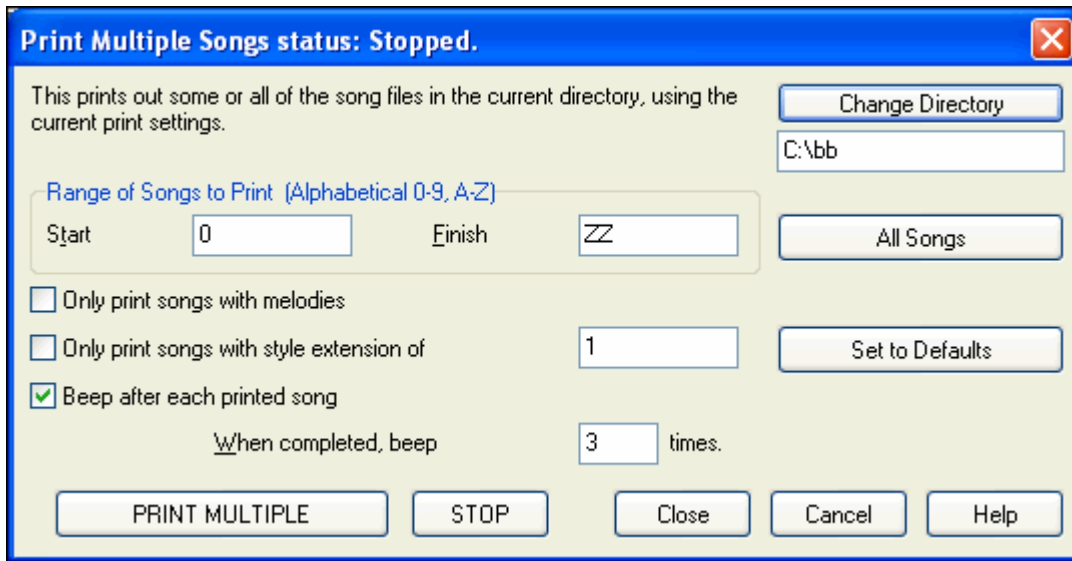 Print Multiple Songs status: Stopped.
This prints out some or all of the song files in the current directory, using the
current print settings.
Change Directory
C:\bb
Range of Songs to Print (Alphabetical 0-9, A-Z)
Start 0 Finish ZZ
All Songs
Only print songs with melodies
Only print songs with style extension of 1
Set to Defaults
Beep after each printed song
When completed, beep 3 times.
PRINT MULTIPLE STOP Close Cancel Help